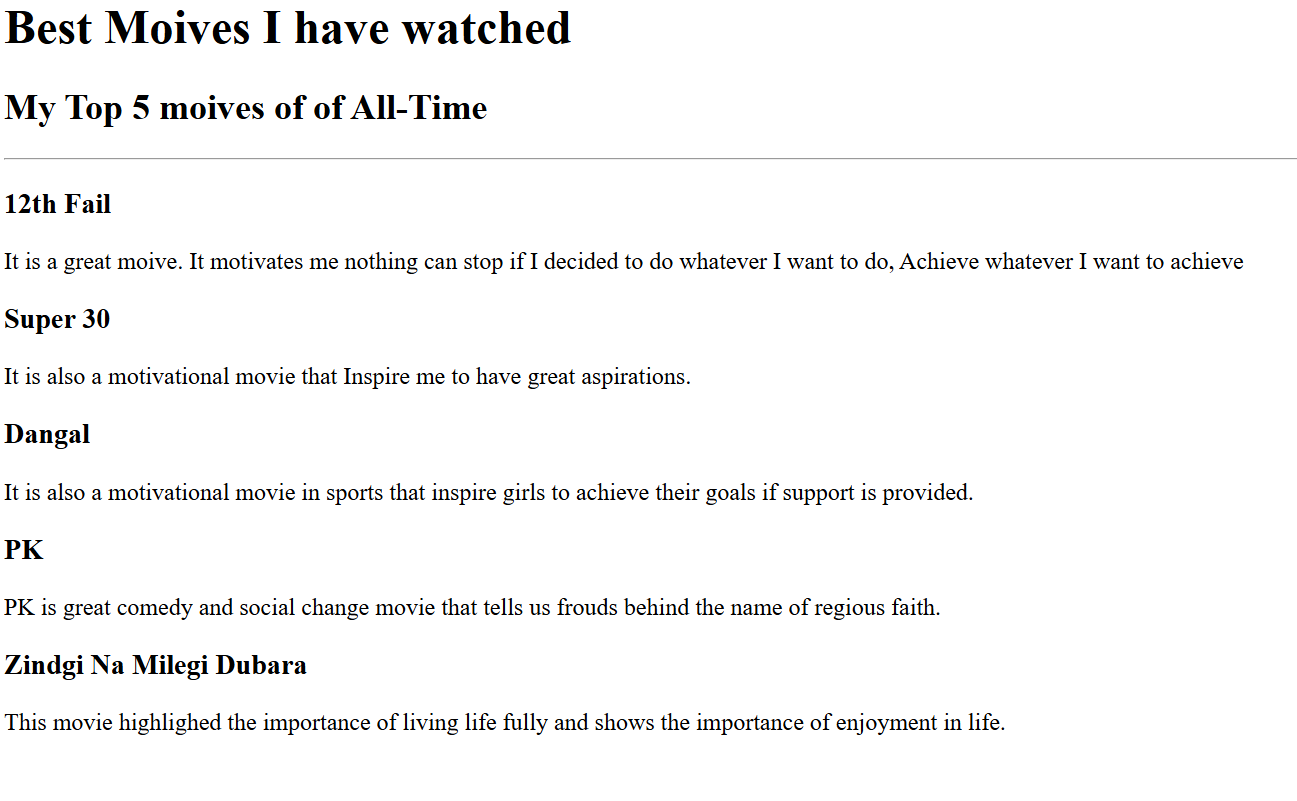 Best Moives I have watched
My Top 5 moives of of All-Time
12th Fail
It is a great moive. It motivates me nothing can stop if I decided to do whatever I want to do, Achieve whatever I want to achieve
Super 30
It is also a motivational movie that Inspire me to have great aspirations.
Dangal
It is also a motivational movie in sports that inspire girls to achieve their goals if support is provided.
PK
PK is great comedy and social change movie that tells us frouds behind the name of regious faith.
Zindgi Na Milegi Dubara
This movie highlighed the importance of living life fully and shows the importance of enjoyment in life.